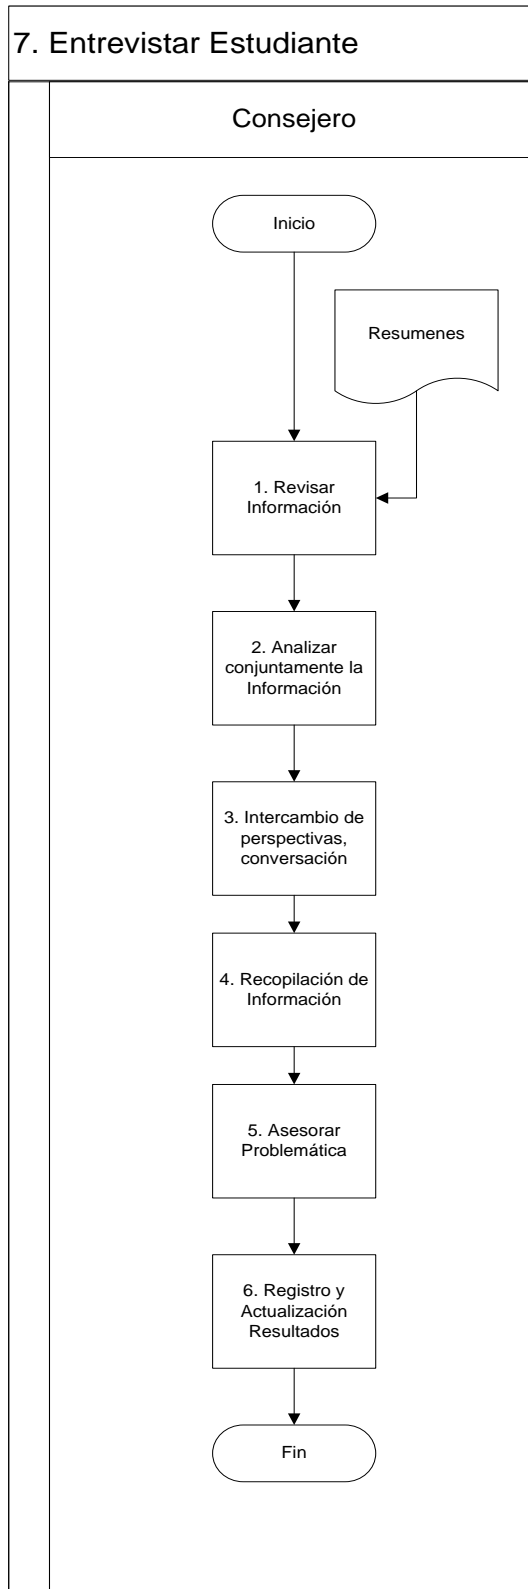 7. Entrevistar Estudiante
Consejero
Inicio
Resumenes
1. Revisar
Información
2. Analizar
conjuntamente la
Información
3. Intercambio de
perspectivas,
conversación
4. Recopilación de
Información
5. Asesorar
Problemática
6. Registro y
Actualización
Resultados
Fin